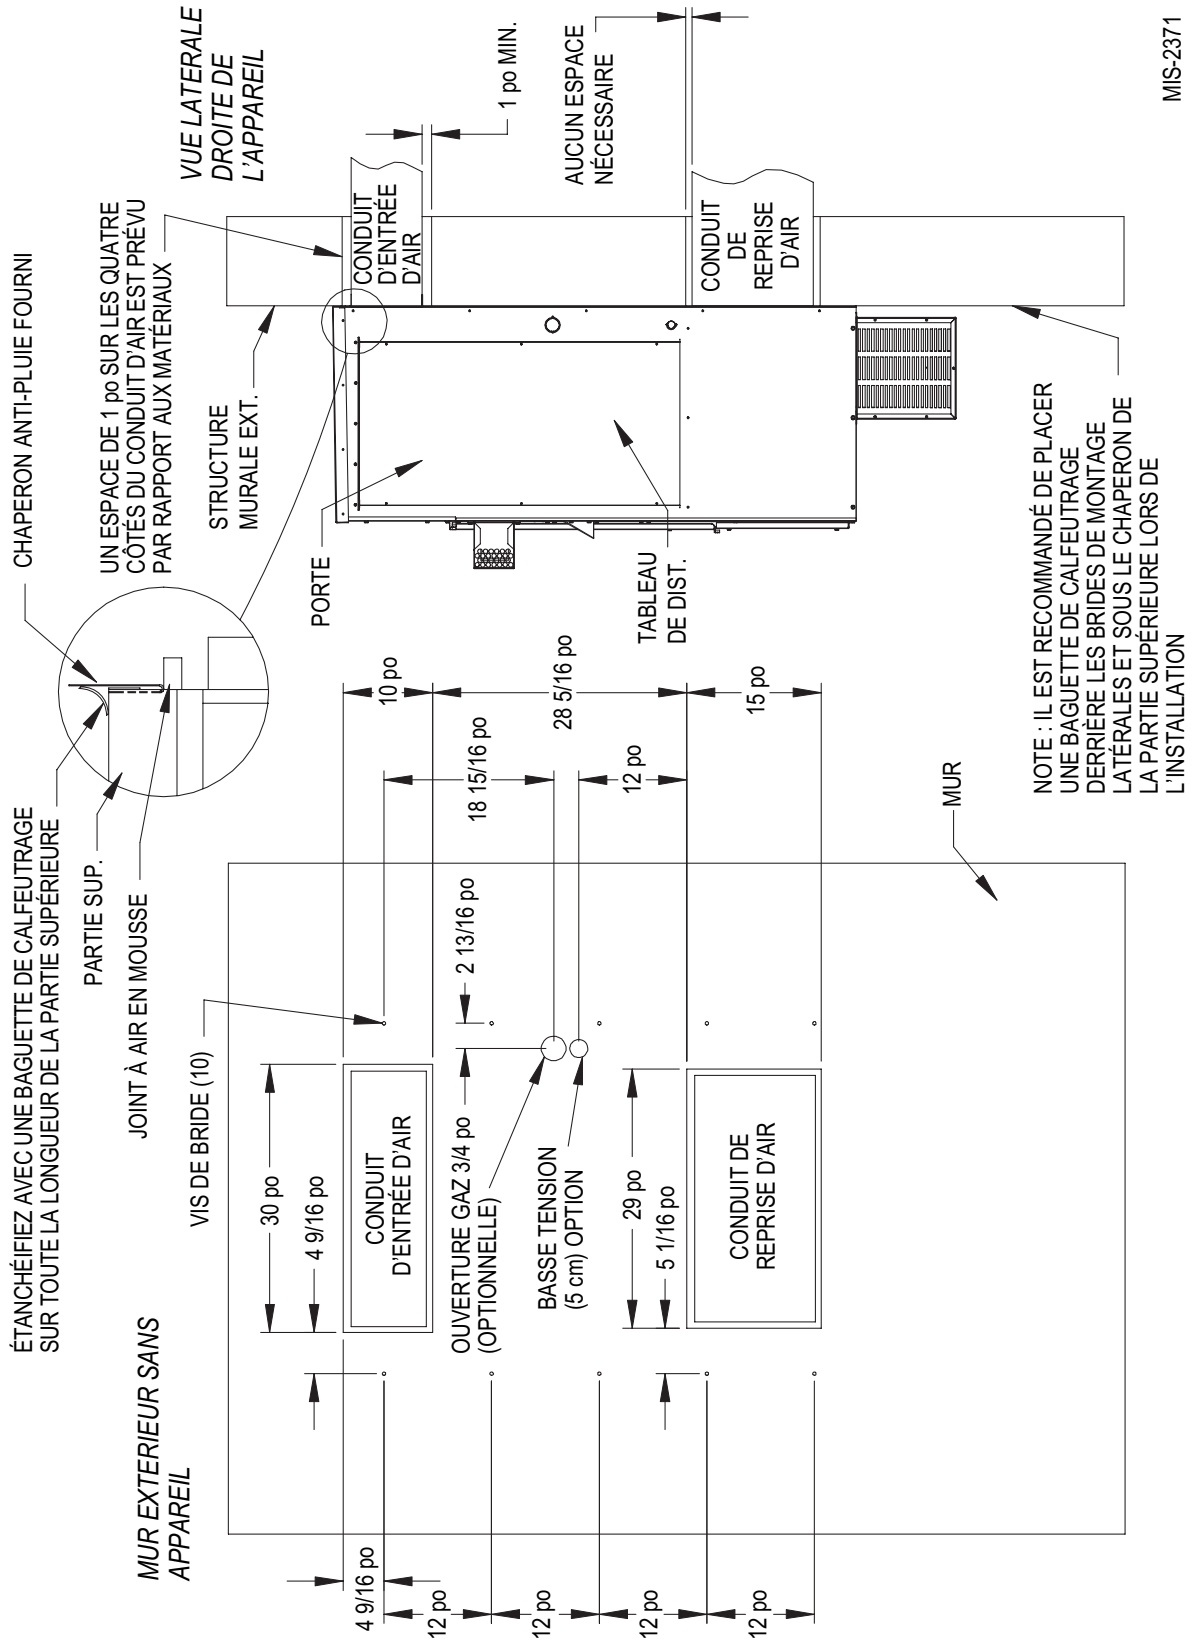 MUR EXTERIEUR SANS
APPAREIL
ÉTANCHÉIFIEZ AVEC UNE BAGUETTE DE CALFEUTRAGE
SUR TOUTE LA LONGUEUR DE LA PARTIE SUPÉRIEURE
PARTIE SUP.
JOINT À AIR EN MOUSSE
VIS DE BRIDE (10)
CHAPERON ANTI-PLUIE FOURNI
UN ESPACE DE 1 po SUR LES QUATRE
CÔTÉS DU CONDUIT D'AIR EST PRÉVU
PAR RAPPORT AUX MATÉRIAUX
VUE LATERALE
DROITE DE
L'APPAREIL
STRUCTURE
MURALE EXT.
PORTE
TABLEAU
DE DIST.
CONDUIT
D'ENTRÉE
D'AIR
1 po MIN.
AUCUN ESPACE
NÉCESSAIRE
CONDUIT
DE
REPRISE
D'AIR
30 po
4 9/16 po
CONDUIT
D'ENTRÉE D'AIR
10 po
18 15/16 po
28 5/16 po
12 po
15 po
2 13/16 po
OUVERTURE GAZ 3/4 po
(OPTIONNELLE)
BASSE TENSION
(5 cm) OPTION
29 po
5 1/16 po
CONDUIT DE
REPRISE D'AIR
4 9/16 po
12 po
12 po
12 po
12 po
MUR
NOTE : IL EST RECOMMANDÉ DE PLACER
UNE BAGUETTE DE CALFEUTRAGE
DERRIÈRE LES BRIDES DE MONTAGE
LATÉRALES ET SOUS LE CHAPERON DE
LA PARTIE SUPÉRIEURE LORS DE
L'INSTALLATION
MIS-2371